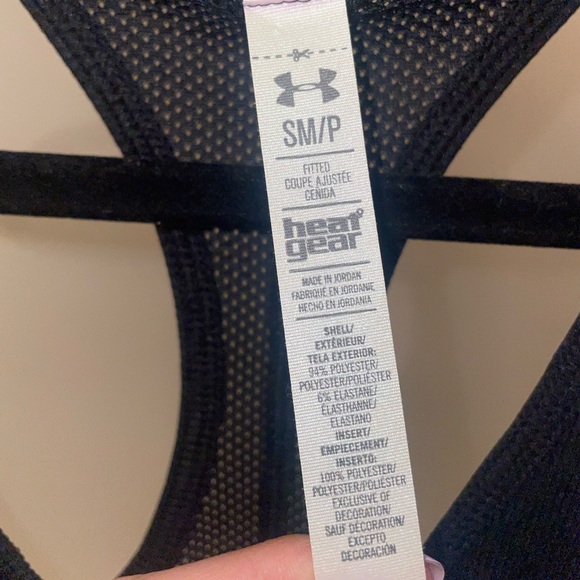 SM/P
FITTED
COUPE AJUSTÉE
CEÑIDA
heat
gear
MADE IN JORDAN
FABRIQUÉ EN JORDANIE
HECHO EN JORDANIA
SHELL/
EXTÉRIEUR/
TELA EXTERIOR:
94% POLYESTER/
POLYESTER/POLIÉSTER
6% ELASTANE/
ÉLASTHANNE/
ELASTANO
INSERT/
EMPIECEMENT/
INSERTO:
100% POLYESTER/
POLYESTER/POLIÉSTER
EXCLUSIVE OF
DECORATION/
SAUF DÉCORATION/
EXCEPTO
DECORACIÓN